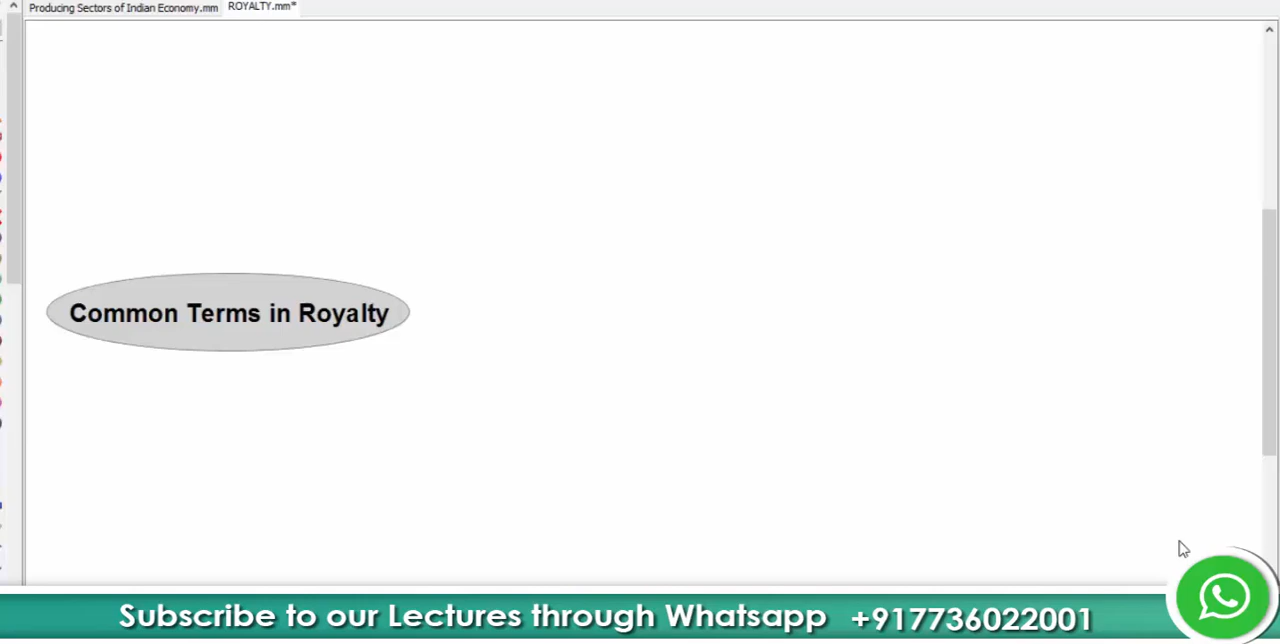 Producing Sectors of Indian Economy.mm
ROYALTY.mm*
Common Terms in Royalty
Subscribe to our Lectures through Whatsapp +917736022001